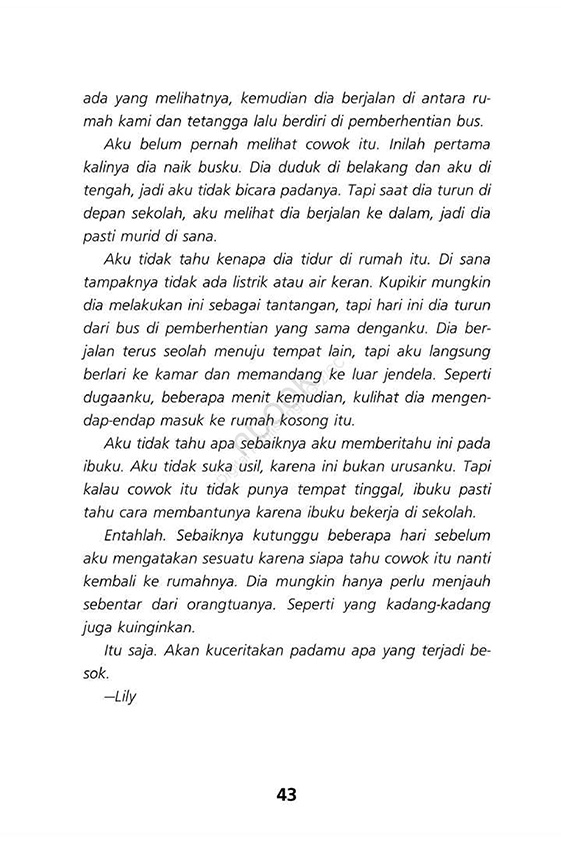 ada yang melihatnya, kemudian dia berjalan di antara ru-
mah kami dan tetangga lalu berdiri di pemberhentian bus.
Aku belum pernah melihat cowok itu. Inilah pertama
kalinya dia naik busku. Dia duduk di belakang dan aku di
tengah, jadi aku tidak bicara padanya. Tapi saat dia turun di
depan sekolah, aku melihat dia berjalan ke dalam, jadi dia
pasti murid di sana.
Aku tidak tahu kenapa dia tidur di rumah itu. Di sana
tampaknya tidak ada listrik atau air keran. Kupikir mungkin
dia melakukan ini sebagai tantangan, tapi hari ini dia turun
dari bus di pemberhentian yang sama denganku. Dia ber-
jalan terus seolah menuju tempat lain, tapi aku langsung
berlari ke kamar dan memandang ke luar jendela. Seperti
dugaanku, beberapa menit kemudian, kulihat dia mengen-
dap-endap masuk ke rumah kosong itu.
Aku tidak tahu apa sebaiknya aku memberitahu ini pada
ibuku. Aku tidak suka usil, karena ini bukan urusanku. Tapi
kalau cowok itu tidak punya tempat tinggal, ibuku pasti
tahu cara membantunya karena ibuku bekerja di sekolah.
Entahlah. Sebaiknya kutunggu beberapa hari sebelum
aku mengatakan sesuatu karena siapa tahu cowok itu nanti
kembali ke rumahnya. Dia mungkin hanya perlu menjauh
sebentar dari orangtuanya. Seperti yang kadang-kadang
juga kuinginkan.
Itu saja. Akan kuceritakan padamu apa yang terjadi be-
sok.
—Lily
43